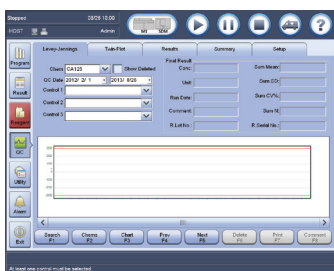 Stopped 08/26 10:00
HOST Admin MI SDM
Levey-Jennings Twin-Plot Results Summary Setup
Program
Result
Reagent
QC
Utility
Alarm
Exit
Chem CA125 Show Deleted
QC Date 2012/ 2/ 1 - 2013/ 8/26
Control 1
Control 2
Control 3
Final Result
Conc.:
Unit:
Run Date:
Comment:
R.Lot No.:
Sum Mean:
Sum SD:
Sum CV%:
Sum N:
R.Serial No.:
Search F1
Chems F2
Chart F3
Prev F4
Next F5
Delete F6
Print F7
Comment F8
At least one control must be selected.